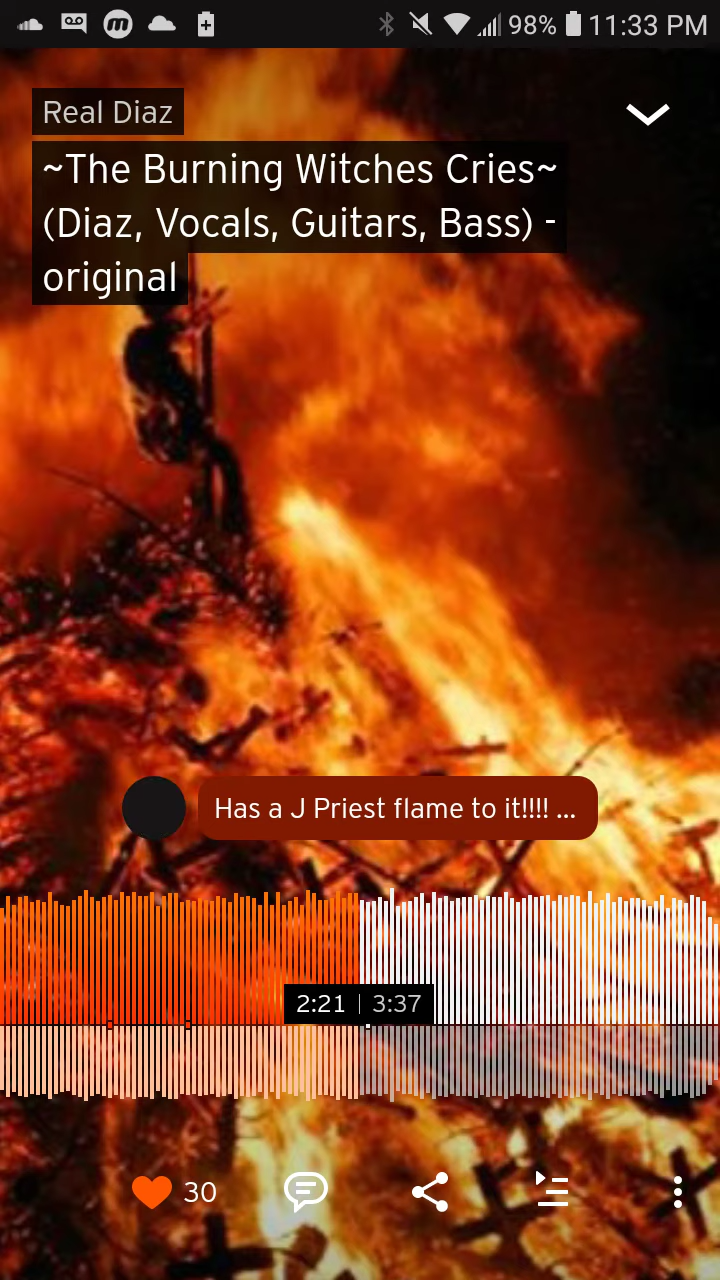 98% 11:33 PM
Real Diaz
~The Burning Witches Cries~
(Diaz, Vocals, Guitars, Bass) -
original
Has a J Priest flame to it!!!! ...
2:21 | 3:37
30